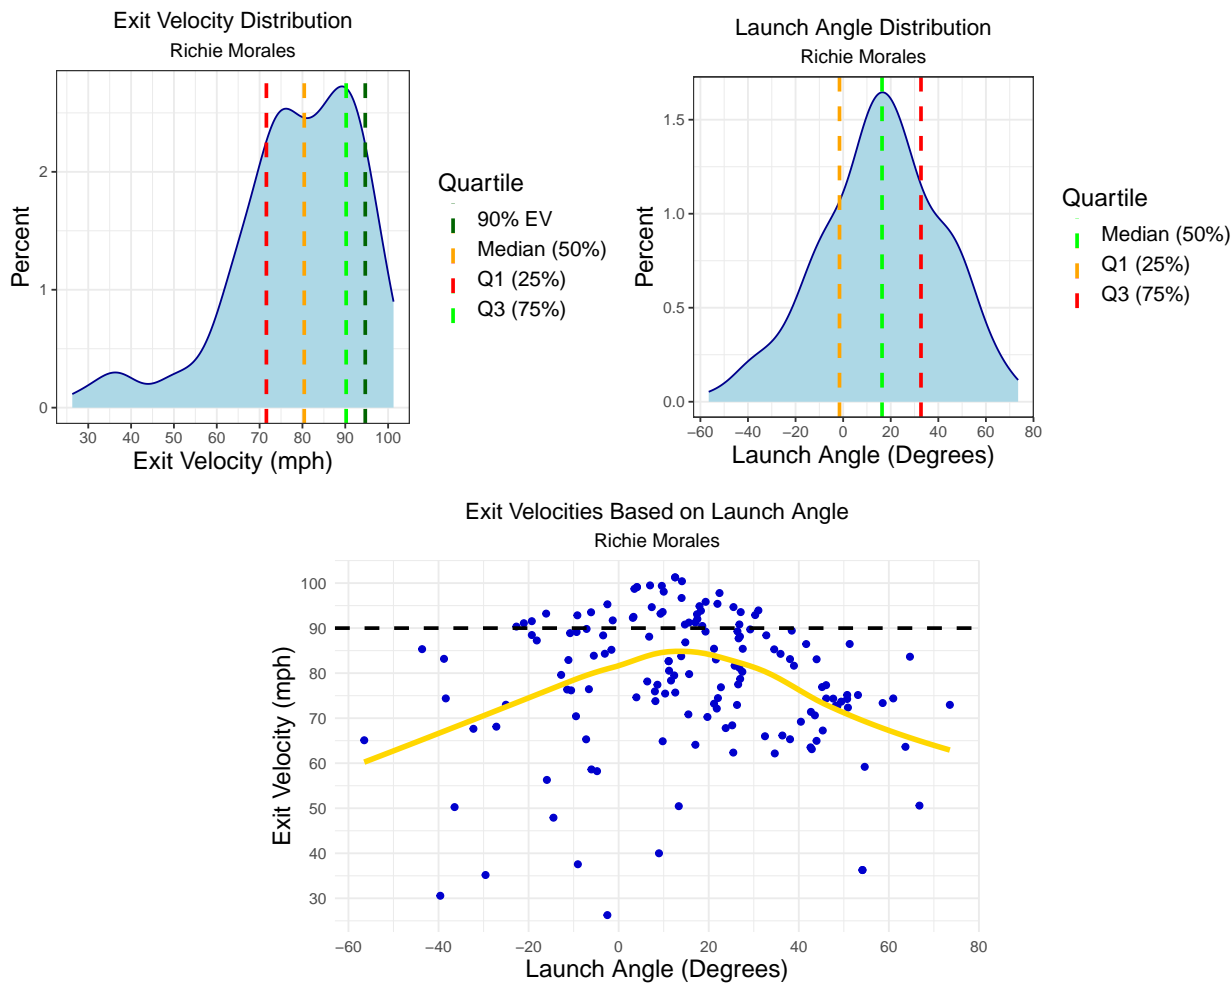 Exit Velocity Distribution
Richie Morales
Percent
2
1
0
30 40 50 60 70 80 90 100
Exit Velocity (mph)
Quartile
90% EV
Median (50%)
Q1 (25%)
Q3 (75%)
Launch Angle Distribution
Richie Morales
Percent
1.5
1.0
0.5
0.0
−60 −40 −20 0 20 40 60 80
Launch Angle (Degrees)
Quartile
Median (50%)
Q1 (25%)
Q3 (75%)
Exit Velocities Based on Launch Angle
Richie Morales
Exit Velocity (mph)
100
90
80
70
60
50
40
30
−60 −40 −20 0 20 40 60 80
Launch Angle (Degrees)